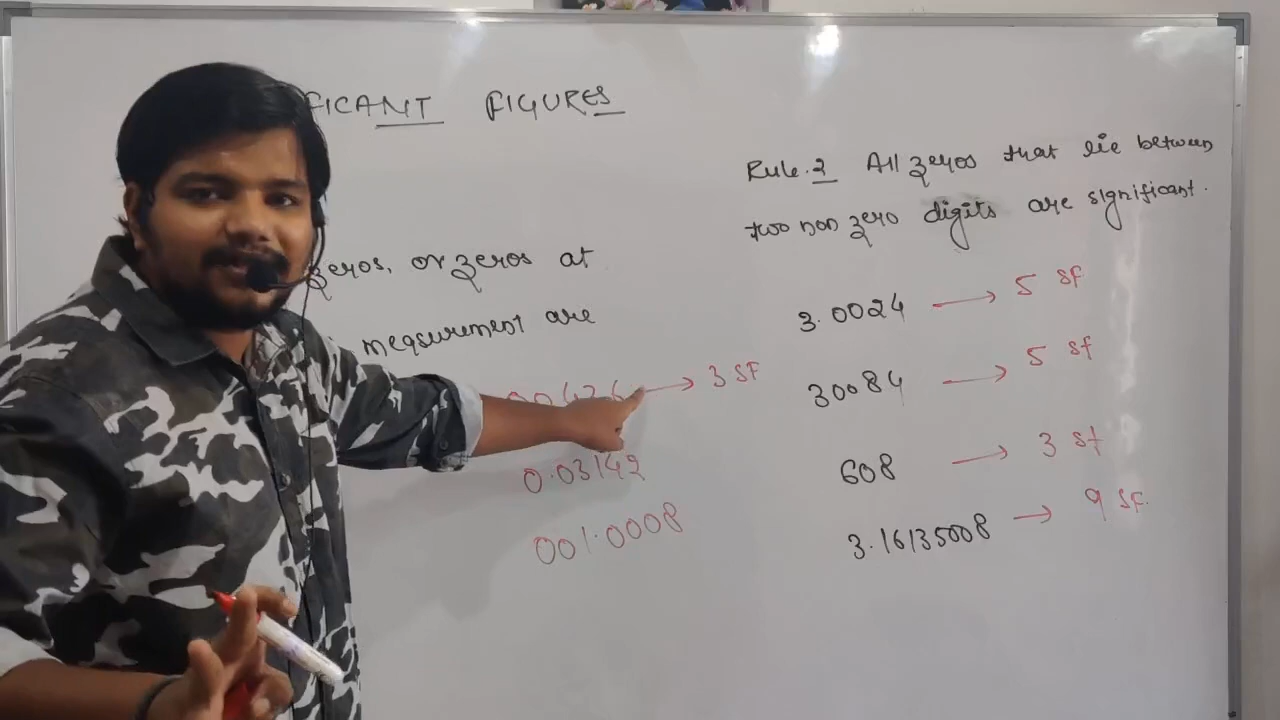 FICANT FIGURES
zeros, or zeros at
measurement are
→ 3 SF
0.03142
001.0008
Rule.2 All zeros that lie between
two non zero digits are significant.
3.0024 → 5 sf
30084 → 5 sf
608 → 3 sf
3.16135008 → 9 SF.